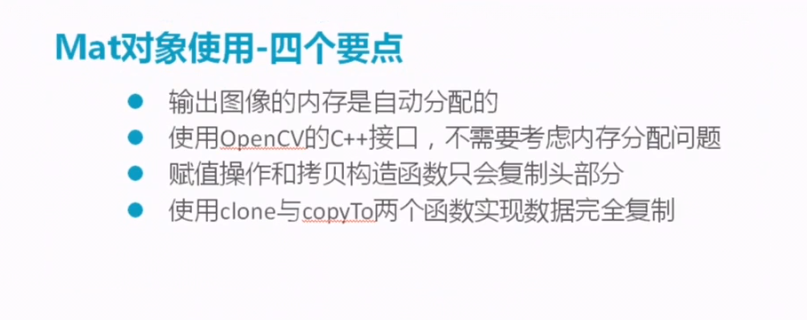 Mat对象使用-四个要点
输出图像的内存是自动分配的
使用OpenCV的C++接口，不需要考虑内存分配问题
赋值操作和拷贝构造函数只会复制头部分
使用clone与copyTo两个函数实现数据完全复制